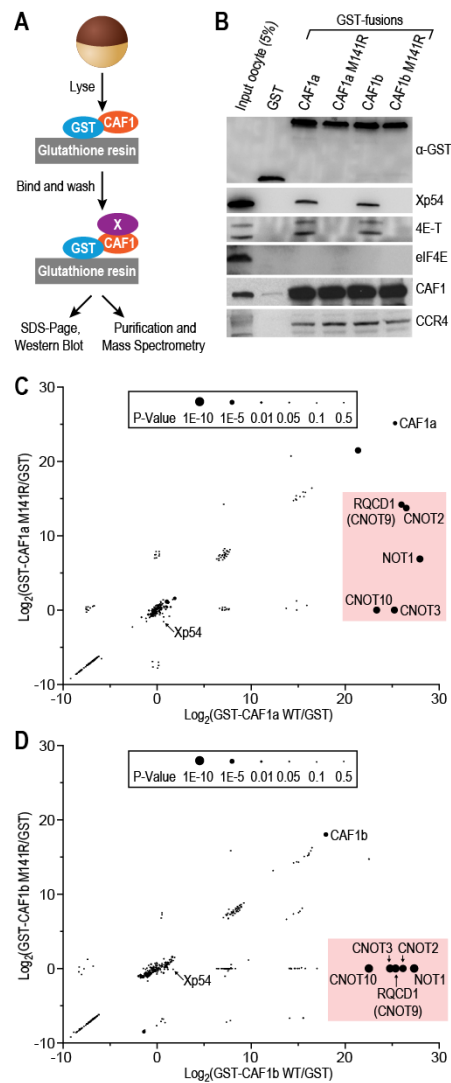 A
Lyse
GST
CAF1
Glutathione resin
Bind and wash
X
GST
CAF1
Glutathione resin
SDS-Page,
Western Blot
Purification and
Mass Spectrometry
B
GST-fusions
Input oocyte (5%)
GST
CAF1a
CAF1a M141R
CAF1b
CAF1b M141R
α-GST
Xp54
4E-T
eIF4E
CAF1
CCR4
C
30
20
10
0
-10
Log2(GST-CAF1a M141R/GST)
P-Value 1E-10 1E-5 0.01 0.05 0.1 0.5
CAF1a
RQCD1
(CNOT9)
CNOT2
NOT1
CNOT10
CNOT3
Xp54
-10 0 10 20 30
Log2(GST-CAF1a WT/GST)
D
30
20
10
0
-10
Log2(GST-CAF1b M141R/GST)
P-Value 1E-10 1E-5 0.01 0.05 0.1 0.5
CAF1b
CNOT3 CNOT2
CNOT10 NOT1
RQCD1
(CNOT9)
Xp54
-10 0 10 20 30
Log2(GST-CAF1b WT/GST)